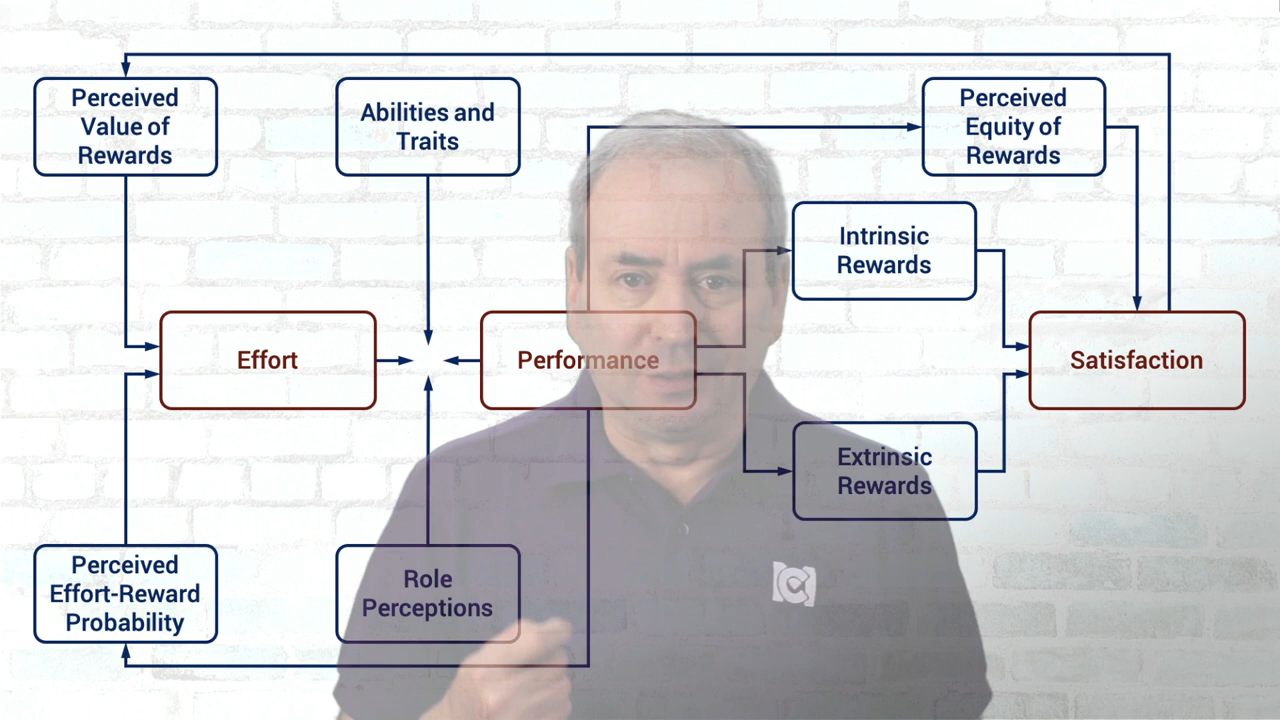 Perceived
Value of
Rewards
Abilities and
Traits
Perceived
Equity of
Rewards
Intrinsic
Rewards
Effort
Performance
Satisfaction
Extrinsic
Rewards
Perceived
Effort-Reward
Probability
Role
Perceptions